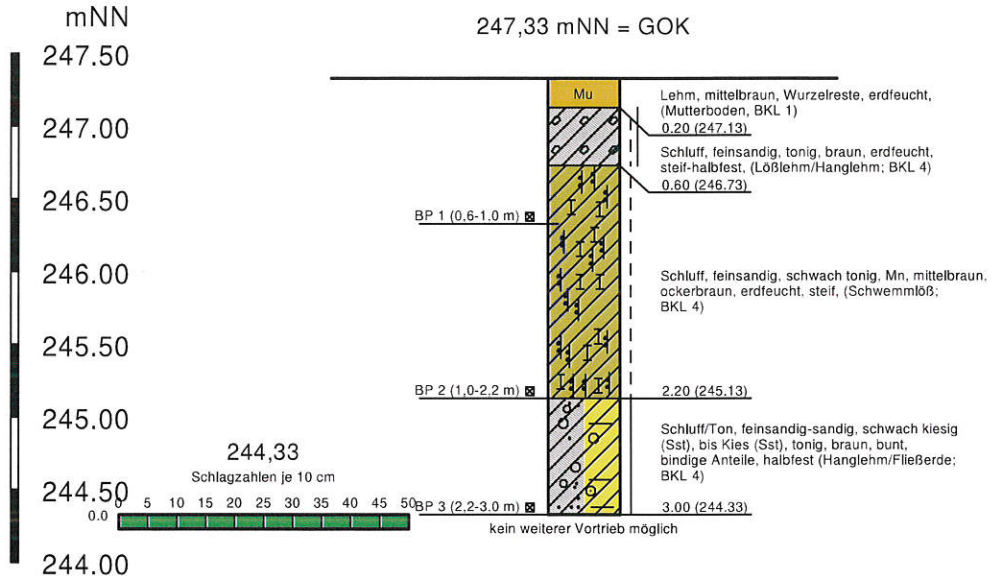 mNN
247,33 mNN = GOK
247.50
247.00
246.50
246.00
245.50
245.00
244.50
244.00
Mu
Lehm, mittelbraun, Wurzelreste, erdfeucht,
(Mutterboden, BKL 1)
0.20 (247.13)
Schluff, feinsandig, tonig, braun, erdfeucht,
steif-halbfest, (Lößlehm/Hanglehm; BKL 4)
0.60 (246.73)
BP 1 (0,6-1.0 m)
Schluff, feinsandig, schwach tonig, Mn, mittelbraun,
ockerbraun, erdfeucht, steif, (Schwemmlöß;
BKL 4)
BP 2 (1,0-2,2 m)
2.20 (245.13)
Schluff/Ton, feinsandig-sandig, schwach kiesig
(Sst), bis Kies (Sst), tonig, braun, bunt,
bindige Anteile, halbfest (Hanglehm/Fließerde;
BKL 4)
244,33
Schlagzahlen je 10 cm
0 5 10 15 20 25 30 35 40 45 50
0.0
BP 3 (2,2-3.0 m)
3.00 (244.33)
kein weiterer Vortrieb möglich